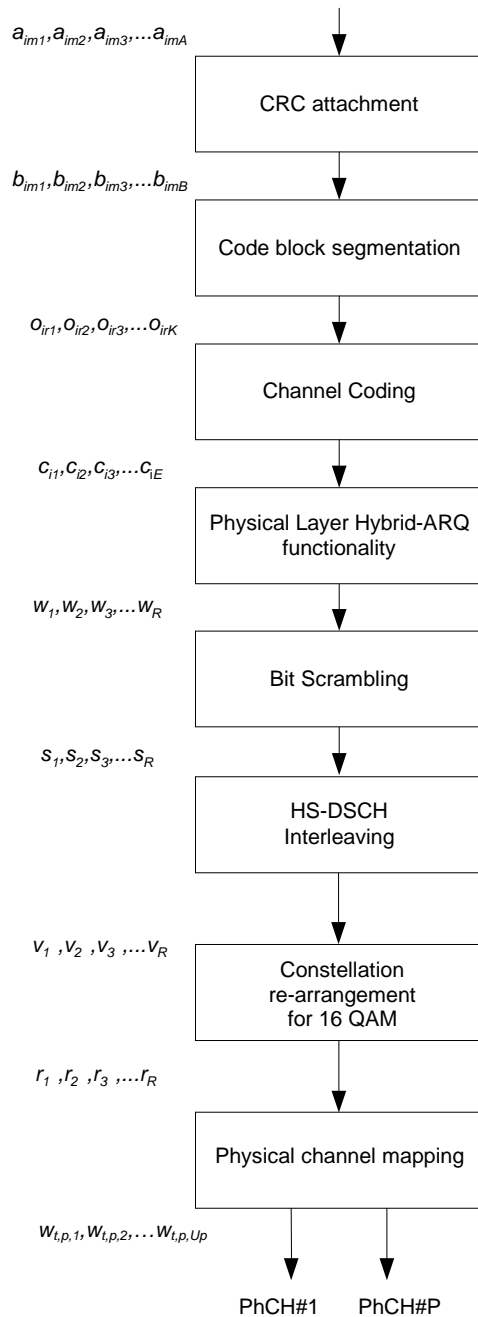 a_im1,a_im2,a_im3,...a_imA
CRC attachment
b_im1,b_im2,b_im3,...b_imB
Code block segmentation
o_ir1,o_ir2,o_ir3,...o_irK
Channel Coding
c_i1,c_i2,c_i3,...c_iE
Physical Layer Hybrid-ARQ
functionality
w_1,w_2,w_3,...w_R
Bit Scrambling
s_1,s_2,s_3,...s_R
HS-DSCH
Interleaving
v_1 ,v_2 ,v_3 ,...v_R
Constellation
re-arrangement
for 16 QAM
r_1 ,r_2 ,r_3 ,...r_R
Physical channel mapping
w_t,p,1,w_t,p,2,...w_t,p,Up
PhCH#1 PhCH#P